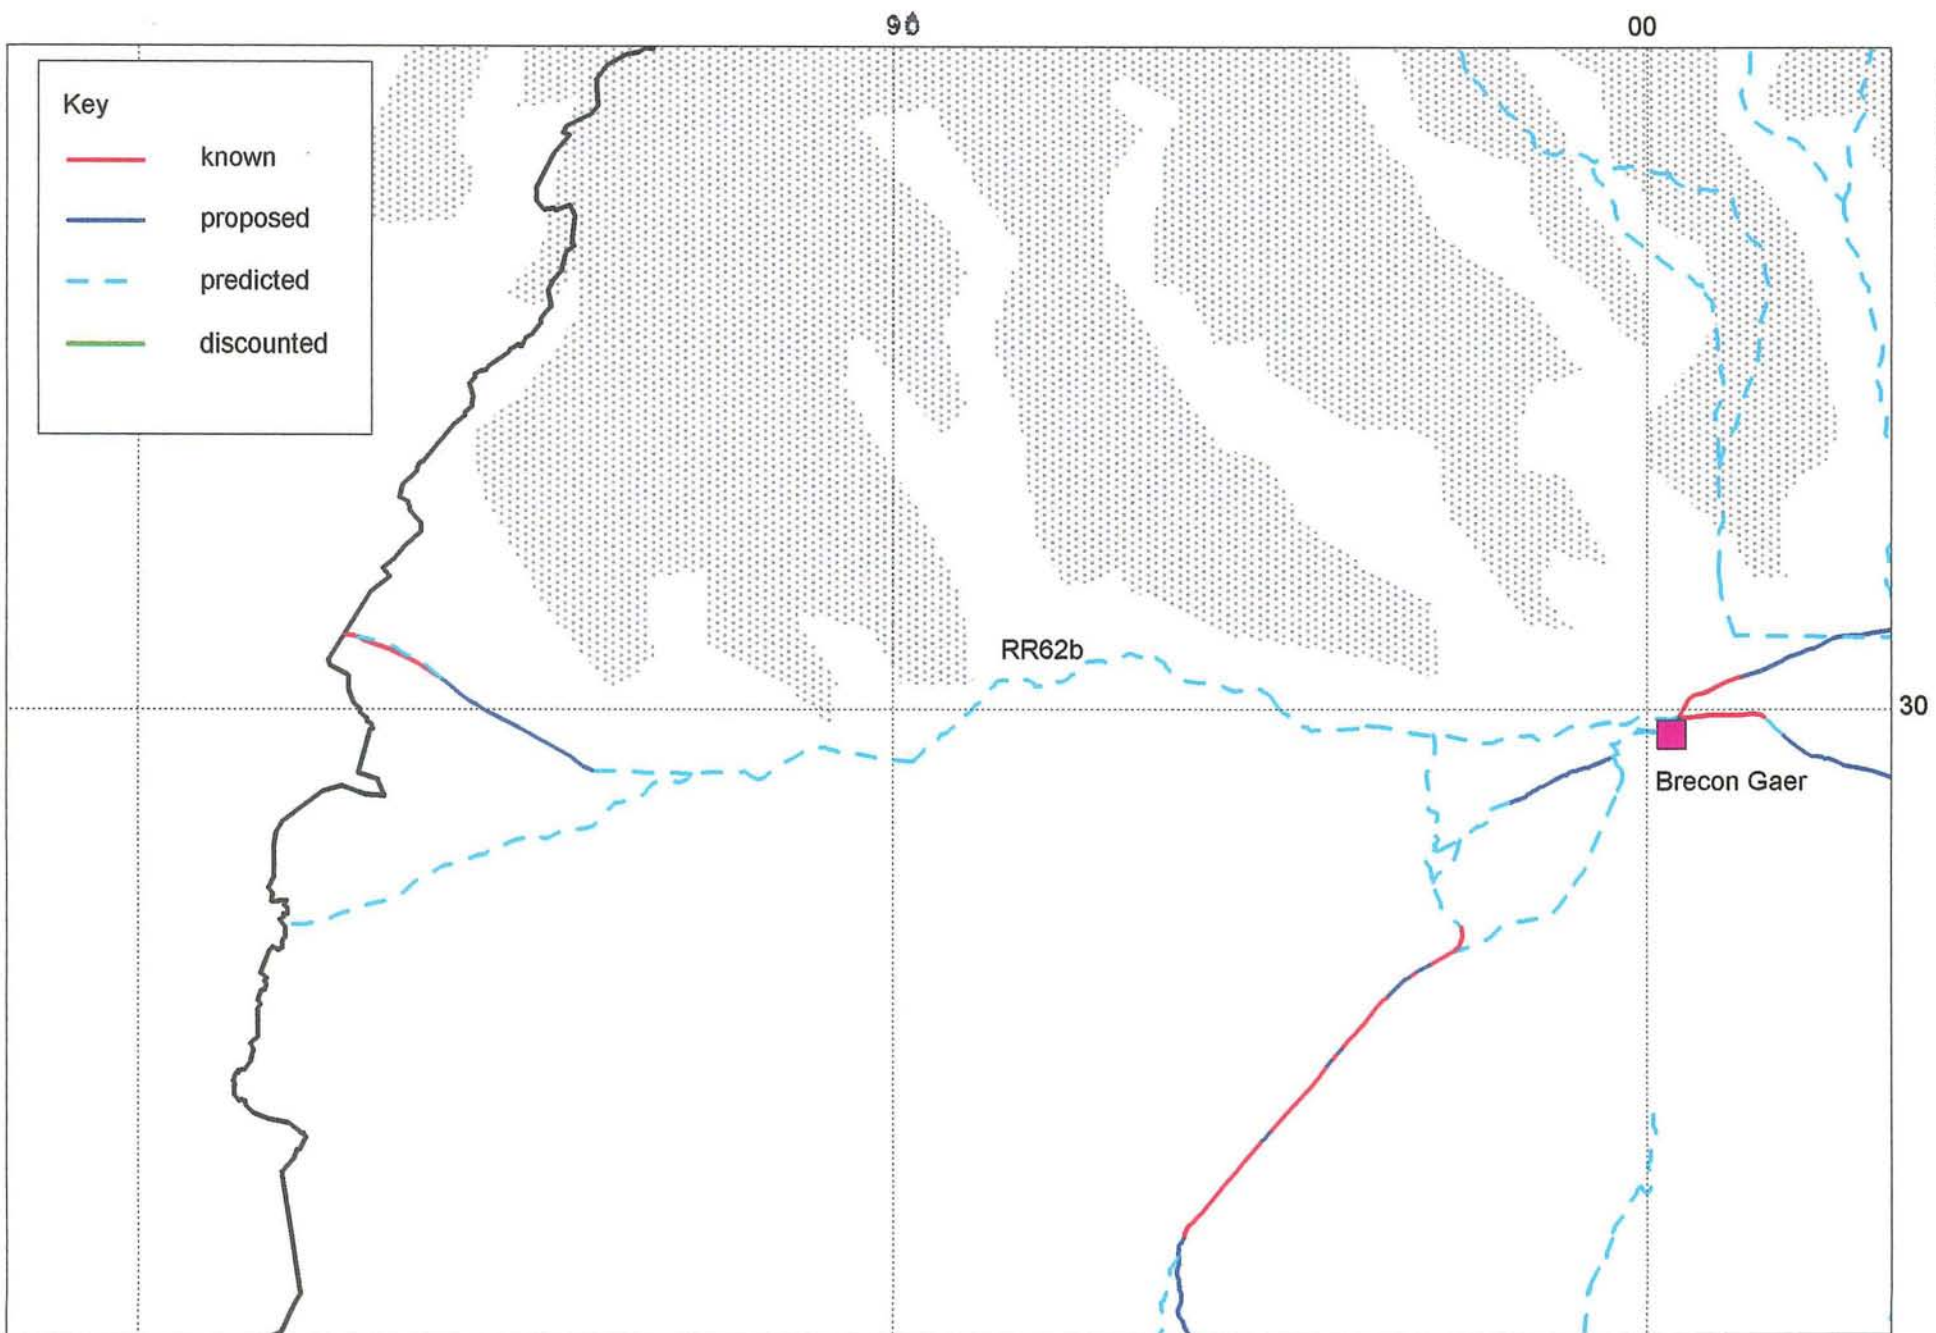 90
00
Key
known
proposed
predicted
discounted
RR62b
30
Brecon Gaer